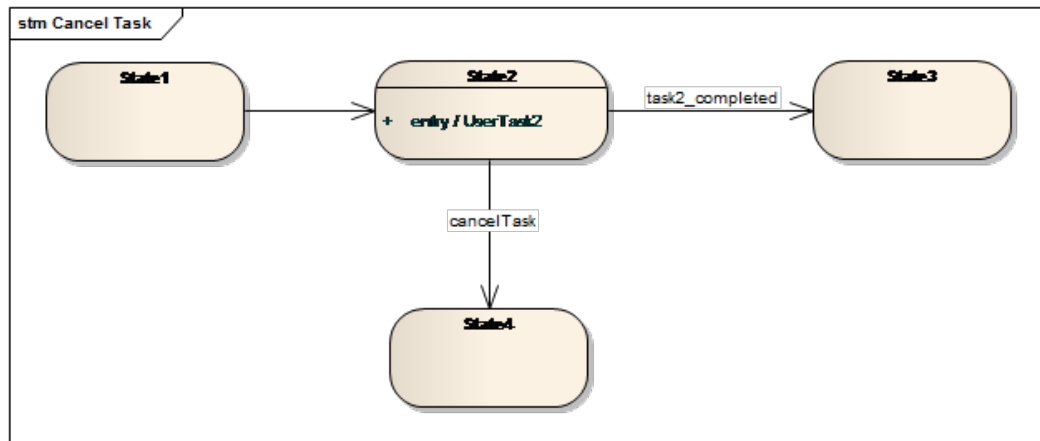 stm Cancel Task
State1
State2
+ entry / UserTask2
task2_completed
State3
cancelTask
State4